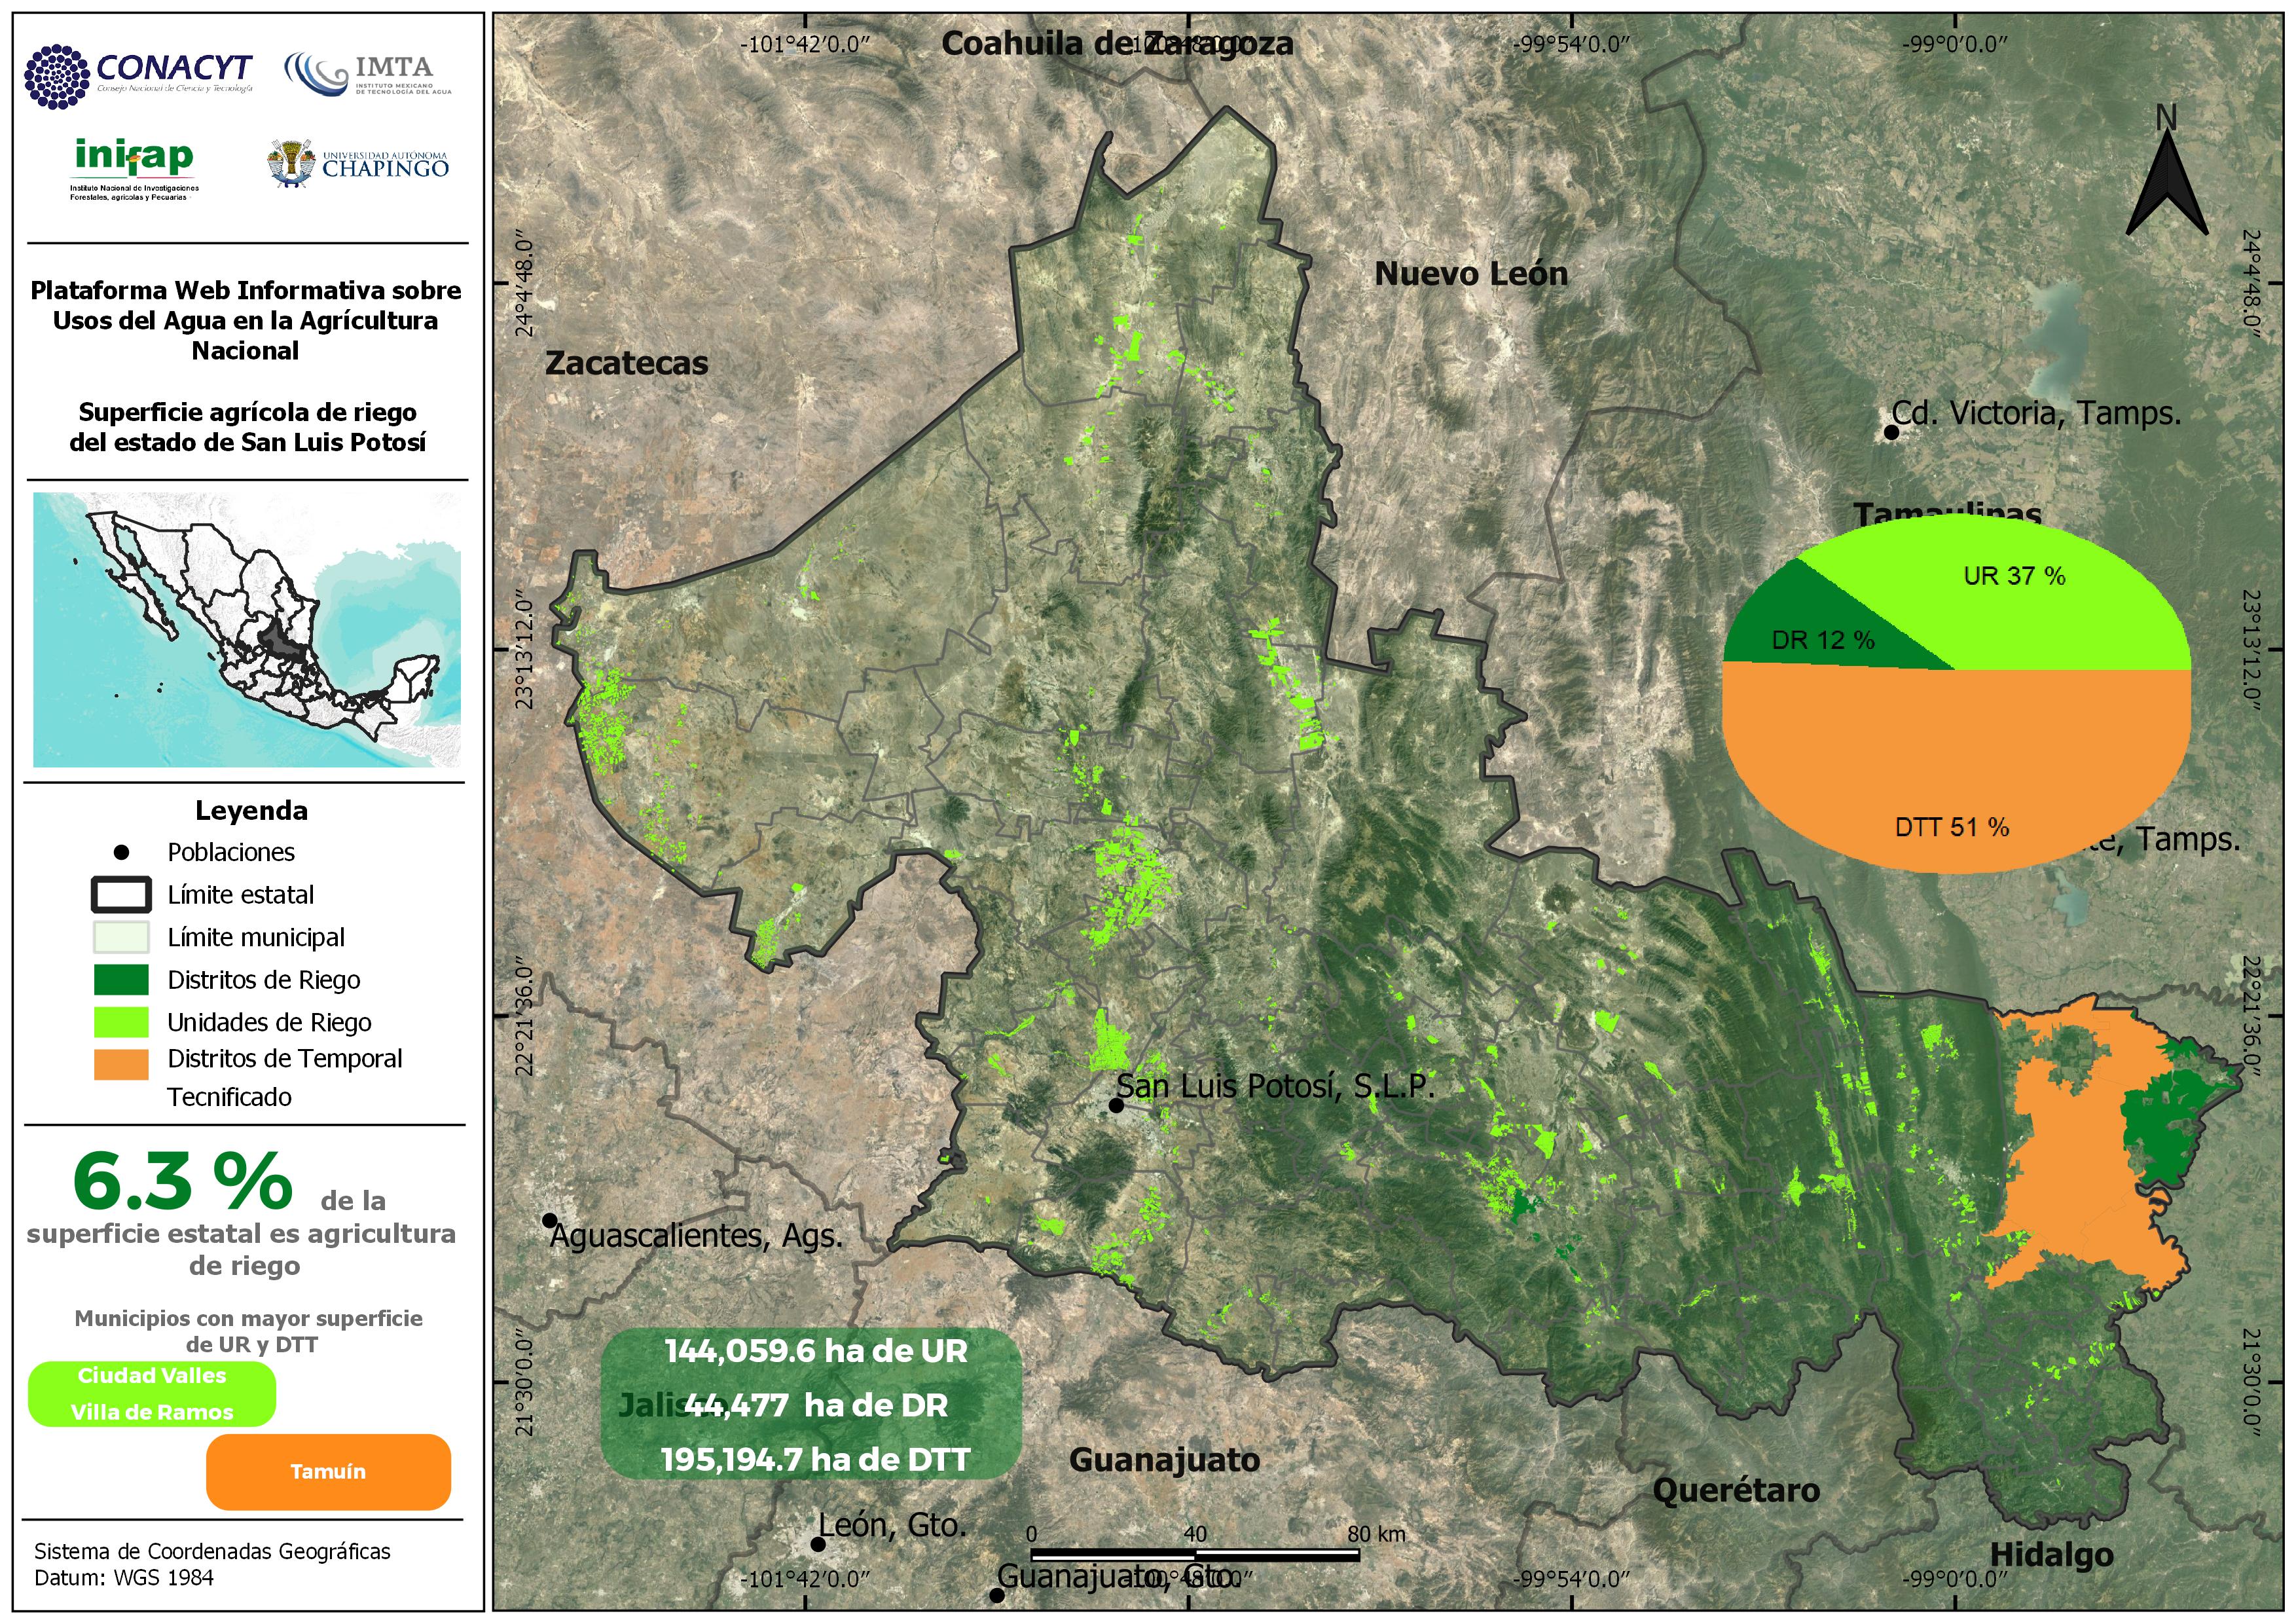 CONACYT
Consejo Nacional de Ciencia y Tecnología
IMTA
INSTITUTO MEXICANO
DE TECNOLOGÍA DEL AGUA
inifap
Instituto Nacional de Investigaciones
Forestales, agrícolas y Pecuarias
UNIVERSIDAD AUTÓNOMA
CHAPINGO
Plataforma Web Informativa sobre
Usos del Agua en la Agrícultura
Nacional
Superficie agrícola de riego
del estado de San Luis Potosí
Leyenda
Poblaciones
Límite estatal
Límite municipal
Distritos de Riego
Unidades de Riego
Distritos de Temporal
Tecnificado
6.3 % de la
superficie estatal es agricultura
de riego
Municipios con mayor superficie
de UR y DTT
Ciudad Valles
Villa de Ramos
Tamuín
Sistema de Coordenadas Geográficas
Datum: WGS 1984
-101°42′0.0″
-100°48′0.0″
-99°54′0.0″
-99°0′0.0″
Coahuila de Zaragoza
N
24°4′48.0″
24°4′48.0″
Nuevo León
Zacatecas
Cd. Victoria, Tamps.
Tamaulipas
UR 37 %
DR 12 %
DTT 51 %
te, Tamps.
23°13′12.0″
23°13′12.0″
22°21′36.0″
22°21′36.0″
San Luis Potosí, S.L.P.
Aguascalientes, Ags.
144,059.6 ha de UR
Jalis
44,477 ha de DR
195,194.7 ha de DTT
21°30′0.0″
21°30′0.0″
Guanajuato
Querétaro
Hidalgo
León, Gto.
0 40 80 km
Guanajuato, Gto.
-101°42′0.0″
-100°48′0.0″
-99°54′0.0″
-99°0′0.0″